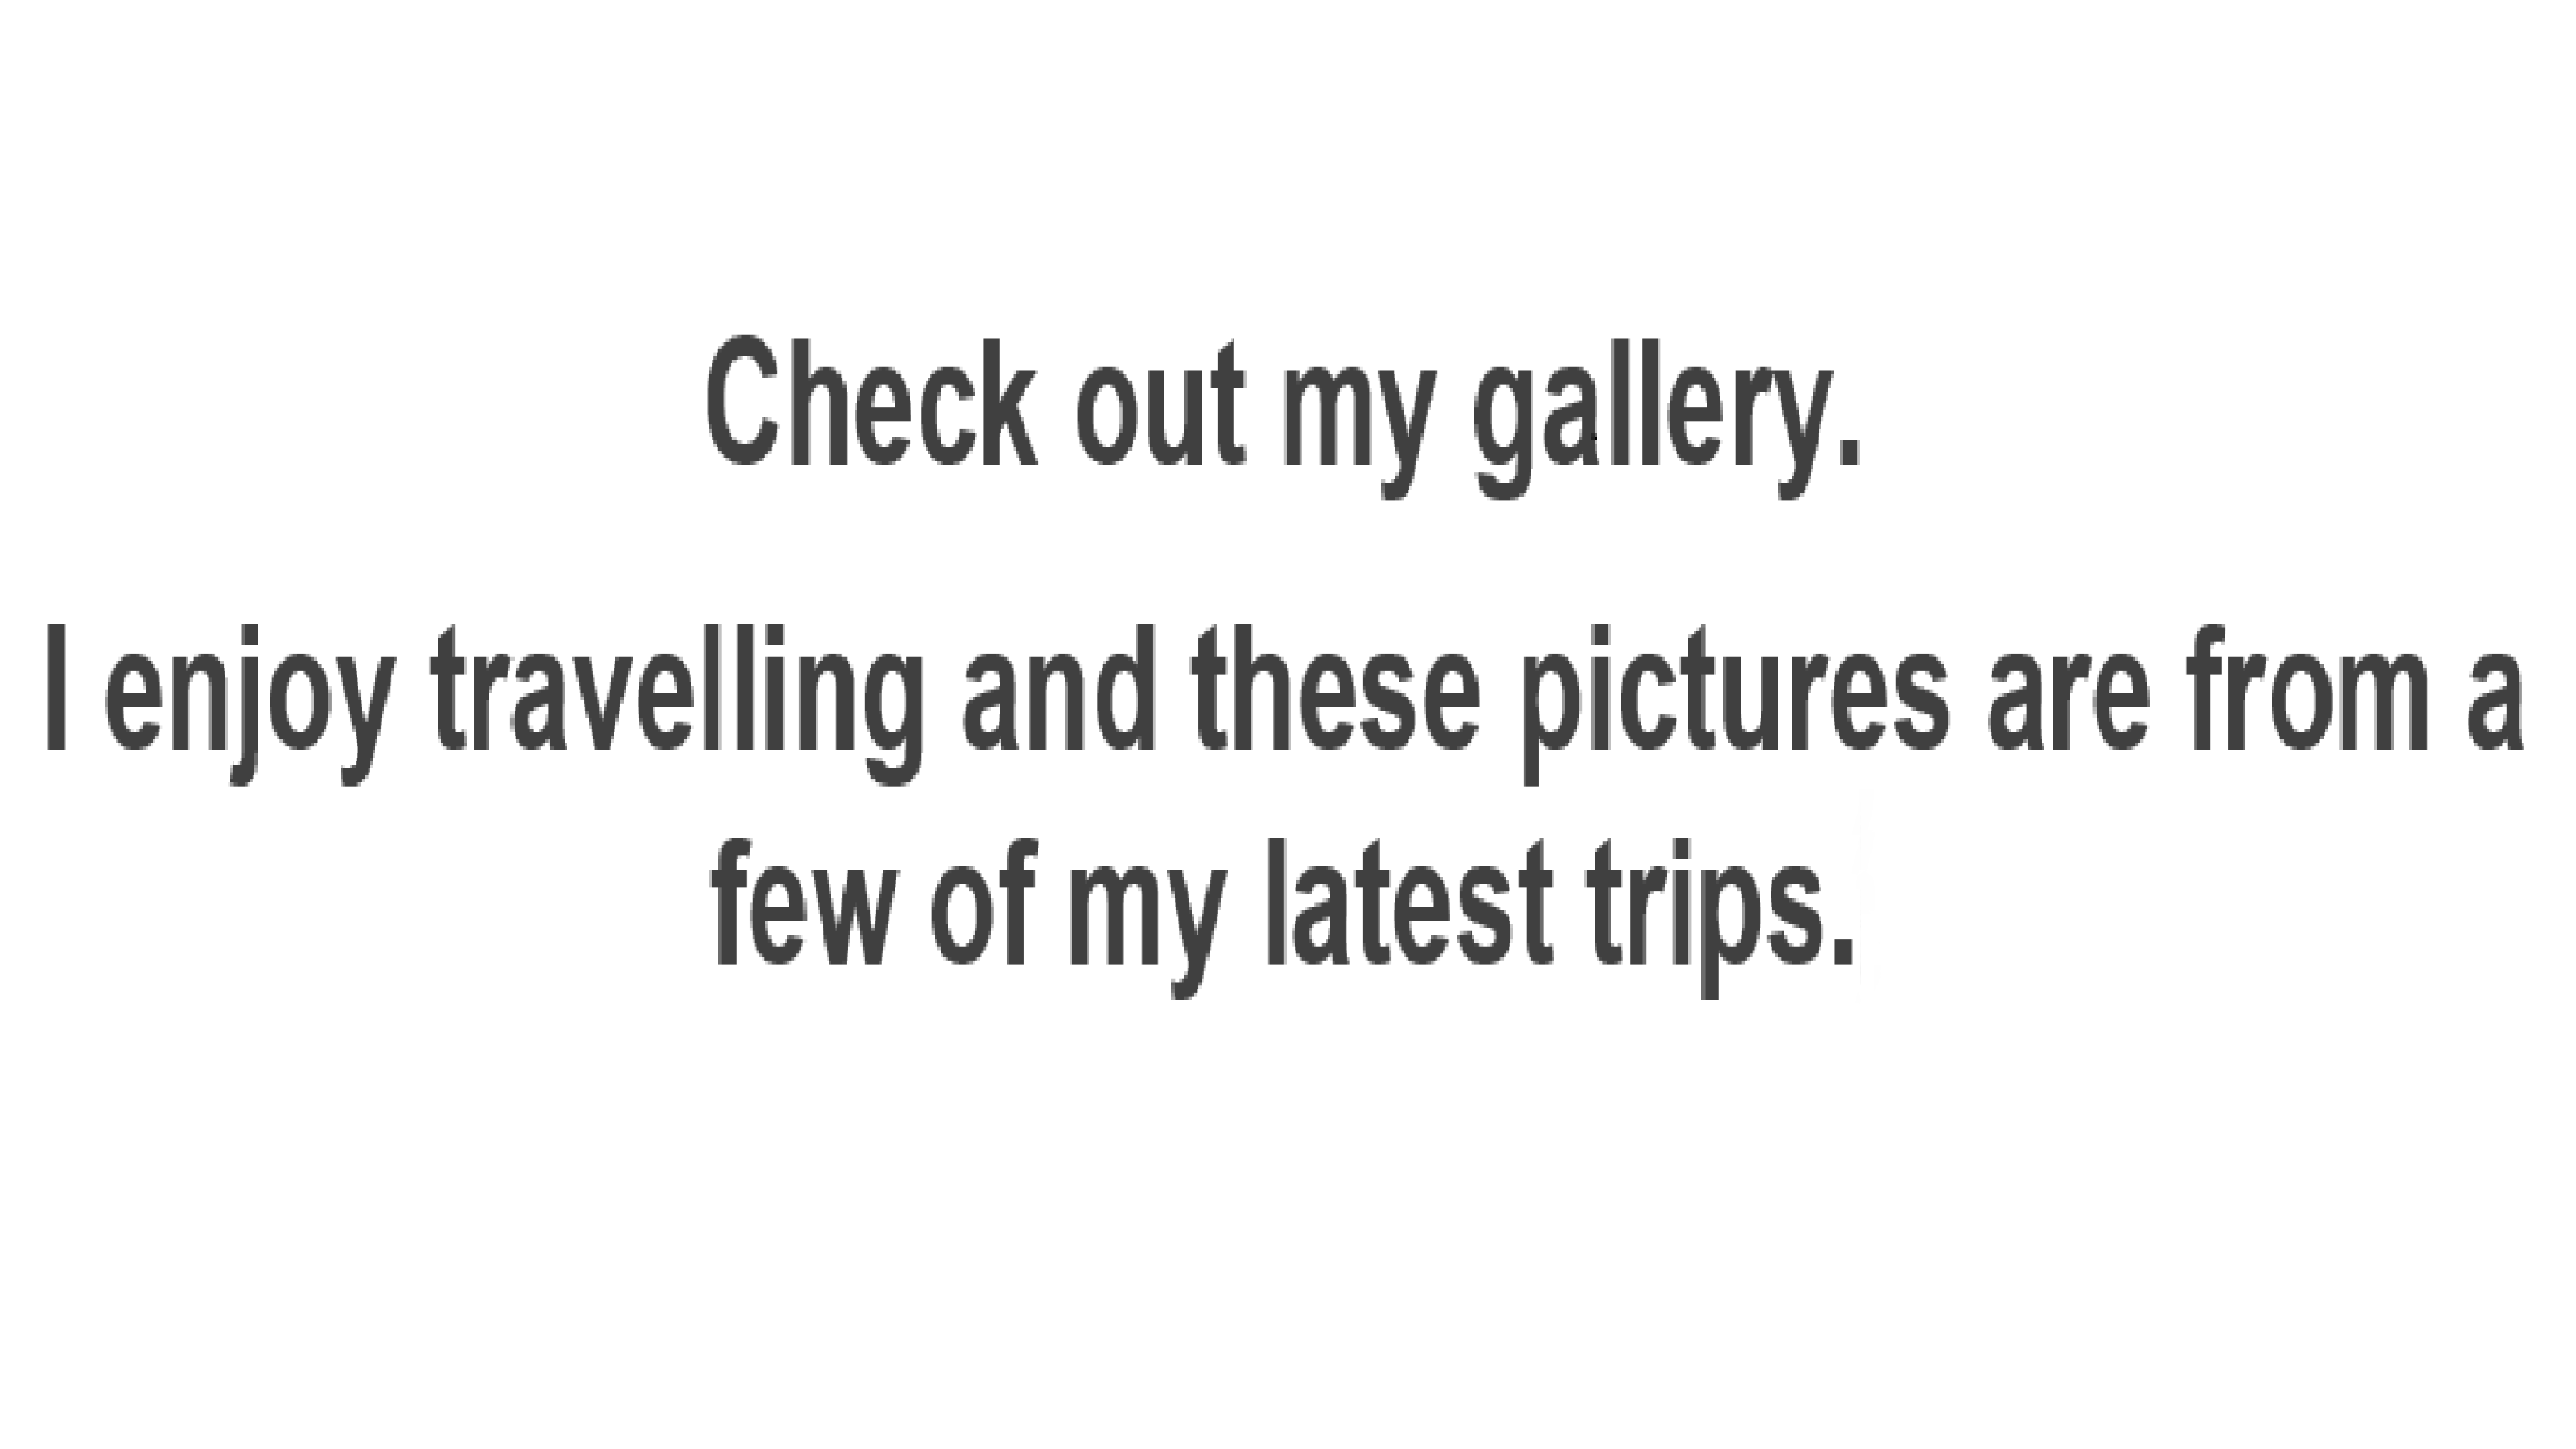 Check out my gallery.
I enjoy travelling and these pictures are from a
few of my latest trips.